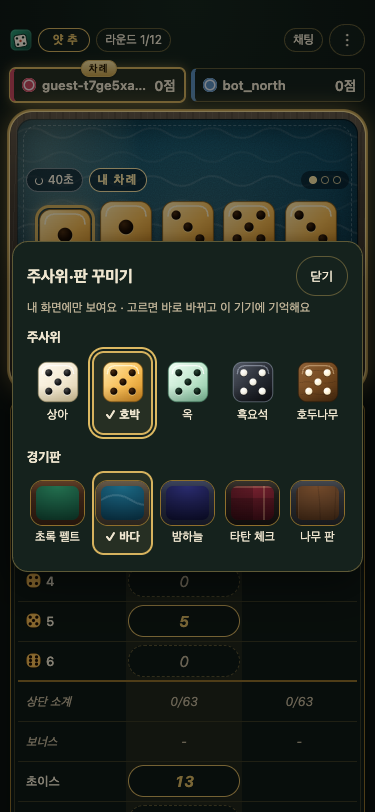 얏 추
라운드 1/12
채팅
차례
guest-t7ge5xa... 0점
bot_north 0점
40초
내 차례
주사위·판 꾸미기
닫기
내 화면에만 보여요 · 고르면 바로 바뀌고 이 기기에 기억해요
주사위
상아
✓ 호박
옥
흑요석
호두나무
경기판
초록 펠트
✓ 바다
밤하늘
타탄 체크
나무 판
4 0
5 5
6 0
상단 소계 0/63 0/63
보너스 - -
초이스 13